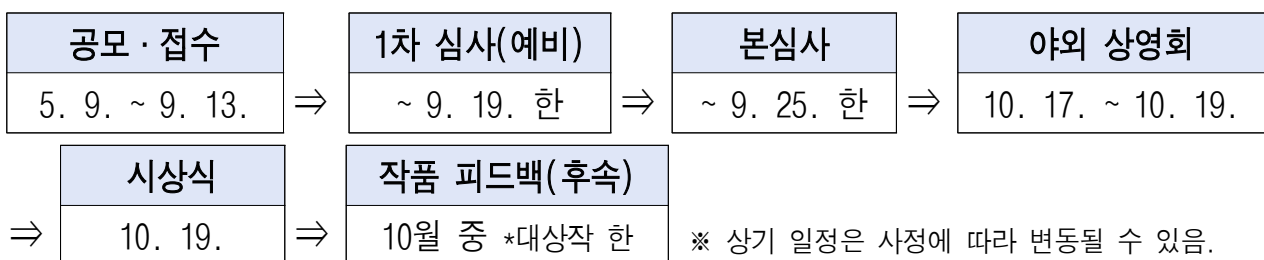 공모·접수 1차 심사(예비) 본심사 야외 상영회
5. 9. ~ 9. 13. ⇒ ~ 9. 19. 한 ⇒ ~ 9. 25. 한 ⇒ 10. 17. ~ 10. 19.
시상식 작품 피드백(후속)
⇒ 10. 19. ⇒ 10월 중 *대상작 한 ※ 상기 일정은 사정에 따라 변동될 수 있음.